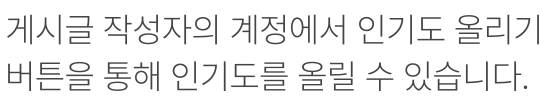 게시글 작성자의 계정에서 인기도 올리기
버튼을 통해 인기도를 올릴 수 있습니다.